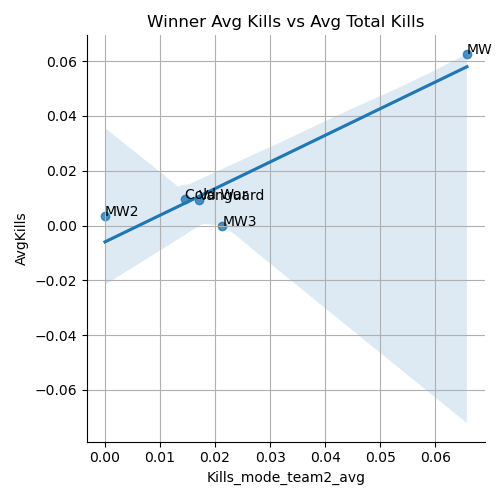 Winner Avg Kills vs Avg Total Kills
MW
0.06
0.04
0.02
Cold War
Vanguard
MW2
0.00
MW3
AvgKills
−0.02
−0.04
−0.06
0.00 0.01 0.02 0.03 0.04 0.05 0.06
Kills_mode_team2_avg